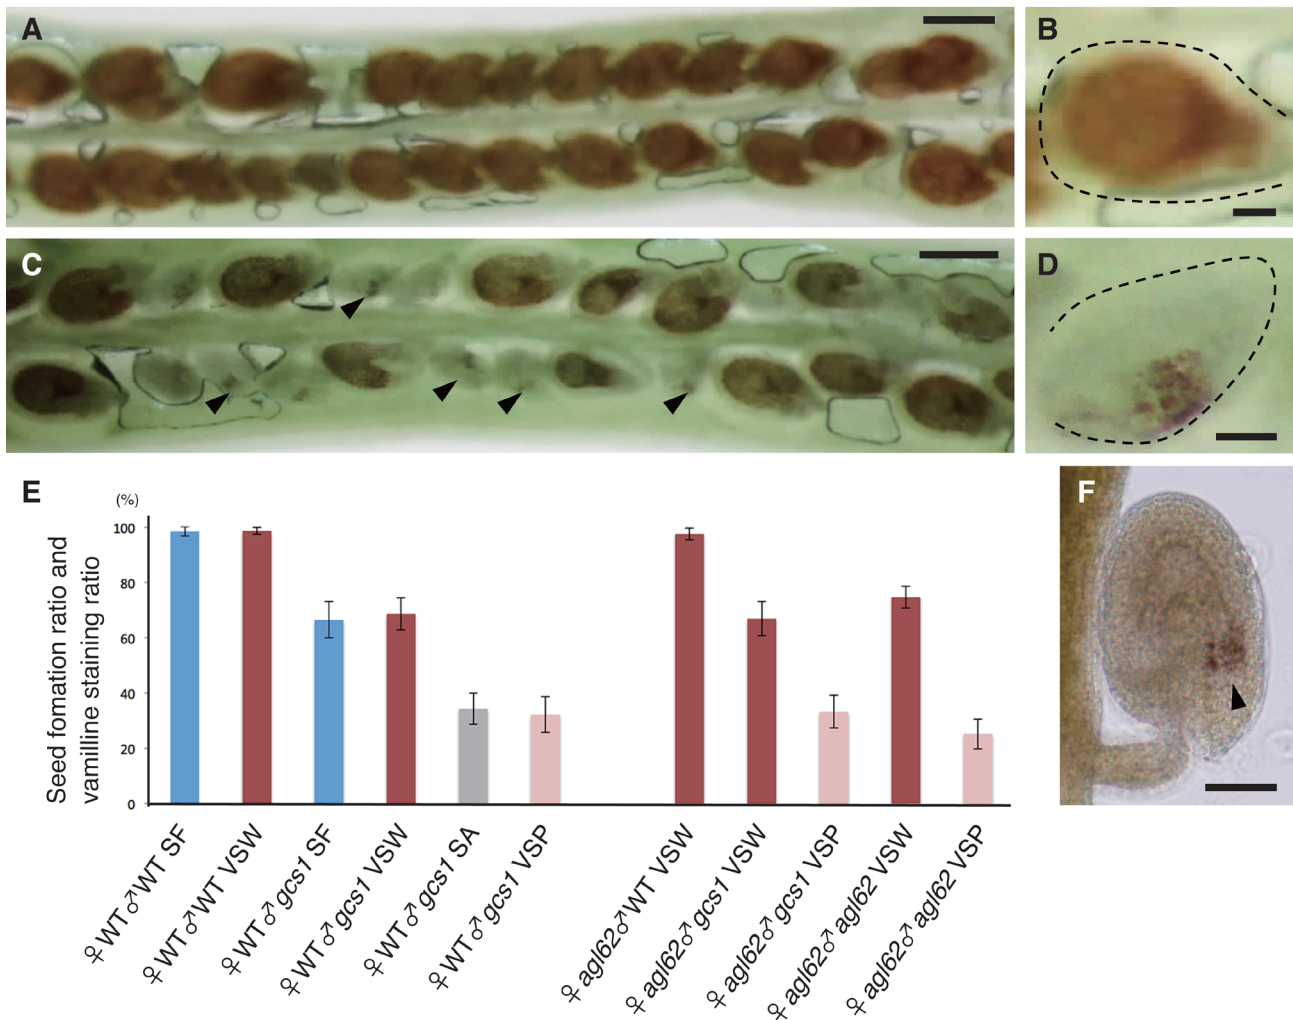 A
B
C
D
E
F
(%)
100
80
60
40
20
0
Seed fomation ratio and
vamilline staining ratio
♀WT♂WT SF
♀WT♂WT VSW
♀WT♂gcs1 SF
♀WT♂gcs1 VSW
♀WT♂gcs1 SA
♀WT♂gcs1 VSP
♀agl62♂WT VSW
♀agl62♂gcs1 VSW
♀agl62♂gcs1 VSP
♀agl62♂agl62 VSW
♀agl62♂agl62 VSP